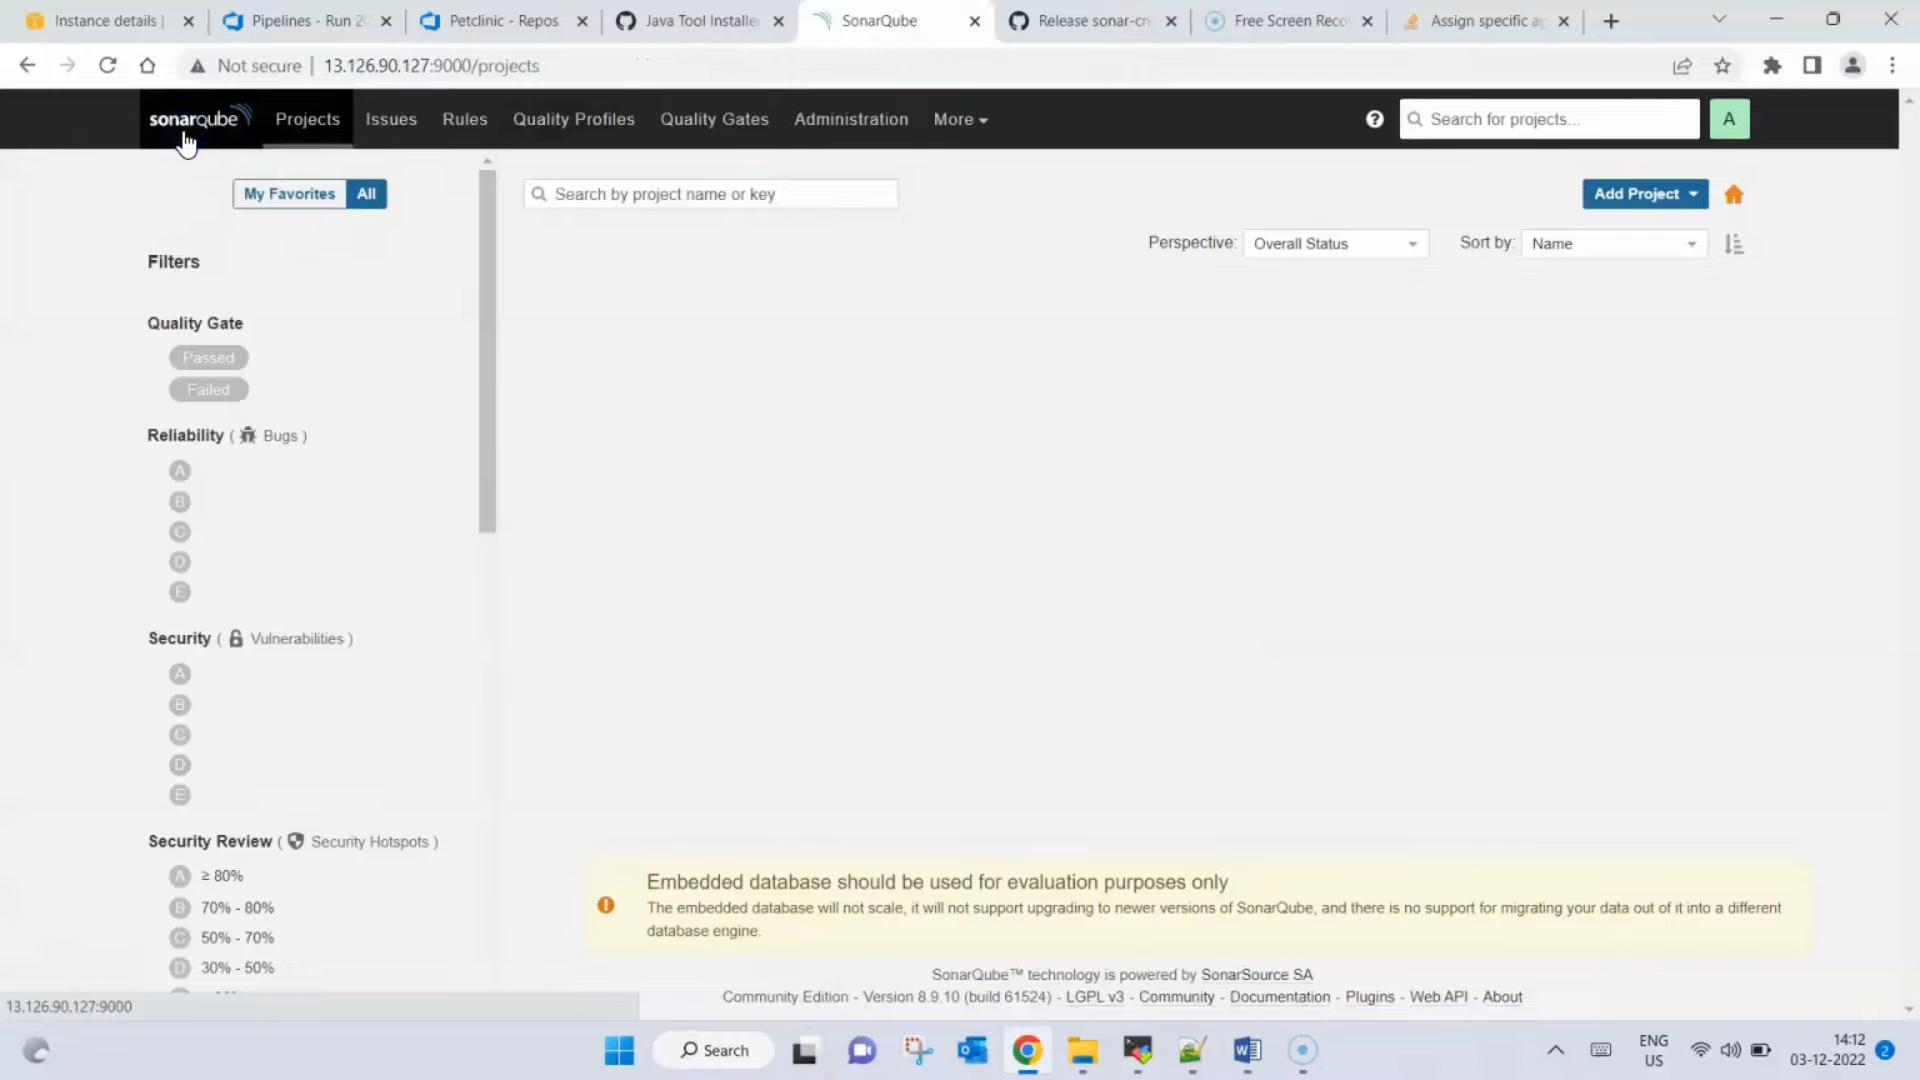 Instance details |
Pipelines - Run 20
Petclinic - Repos
Java Tool Installe
SonarQube
Release sonar-cn
Free Screen Reco
Assign specific ag
Not secure | 13.126.90.127:9000/projects
sonarqube
Projects
Issues
Rules
Quality Profiles
Quality Gates
Administration
More
Search for projects...
A
My Favorites
All
Search by project name or key
Add Project
Perspective:
Overall Status
Sort by:
Name
Filters
Quality Gate
Passed
Failed
Reliability ( Bugs )
A
B
C
D
E
Security ( Vulnerabilities )
A
B
C
D
E
Security Review ( Security Hotspots )
A ≥ 80%
B 70% - 80%
C 50% - 70%
D 30% - 50%
Embedded database should be used for evaluation purposes only
The embedded database will not scale, it will not support upgrading to newer versions of SonarQube, and there is no support for migrating your data out of it into a different
database engine.
SonarQube™ technology is powered by SonarSource SA
Community Edition - Version 8.9.10 (build 61524) - LGPL v3 - Community - Documentation - Plugins - Web API - About
13.126.90.127:9000
Search
ENG
US
14:12
03-12-2022
2